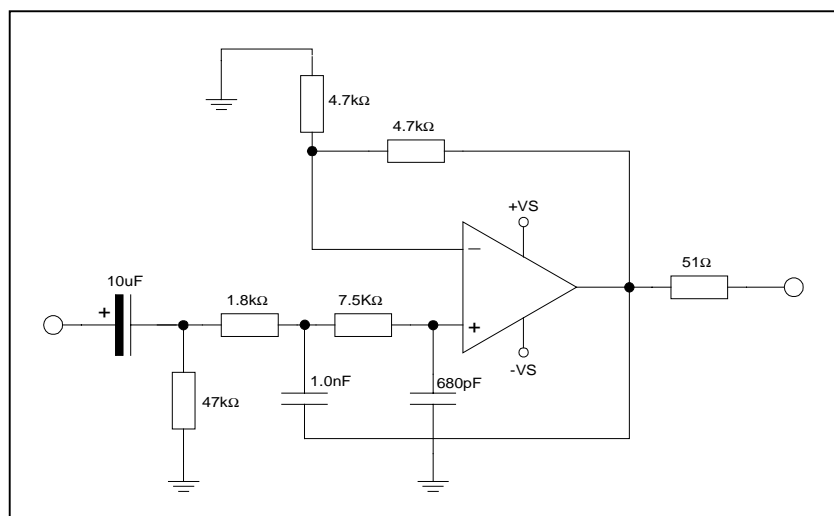 4.7kΩ
4.7kΩ
+VS
−
51Ω
10uF
+
1.8kΩ
7.5KΩ
+
-VS
1.0nF
680pF
47kΩ